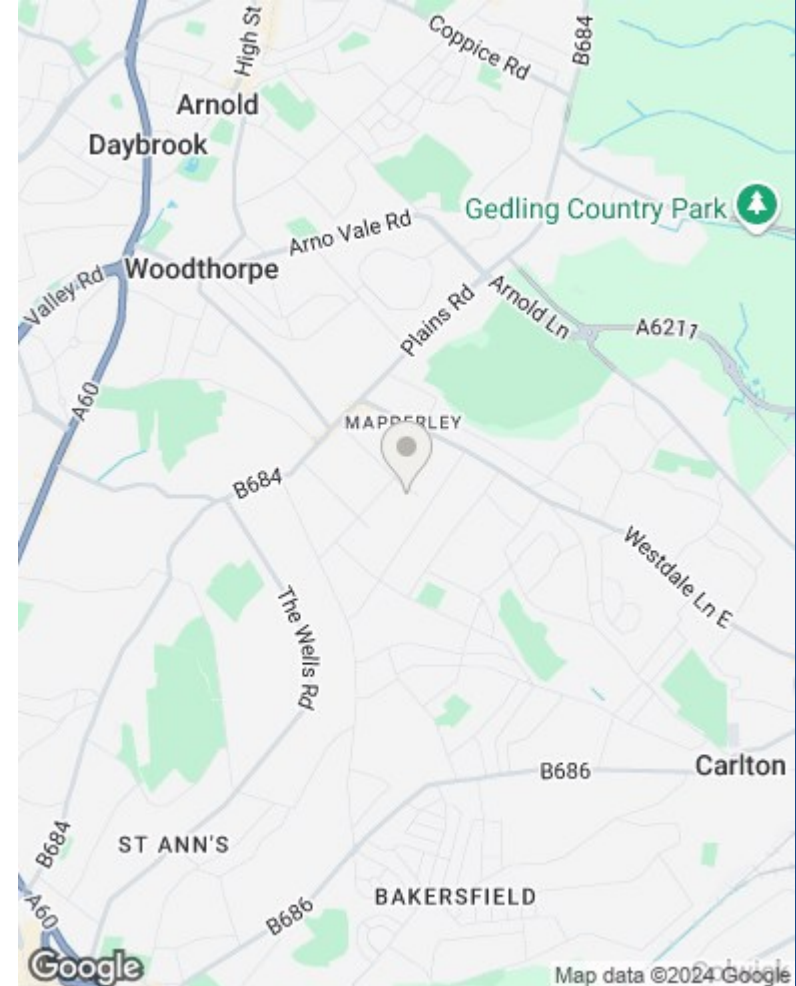 High St
Coppice Rd
B684
Arnold
Daybrook
Gedling Country Park
Arno Vale Rd
Woodthorpe
Valley Rd
Plains Rd
Arnold Ln
A6211
A60
MAPPERLEY
B684
Westdale Ln E
The Wells Rd
B686
Carlton
ST ANN'S
B684
BAKERSFIELD
A60
B686
Google
Colwick
Map data ©2024 Google